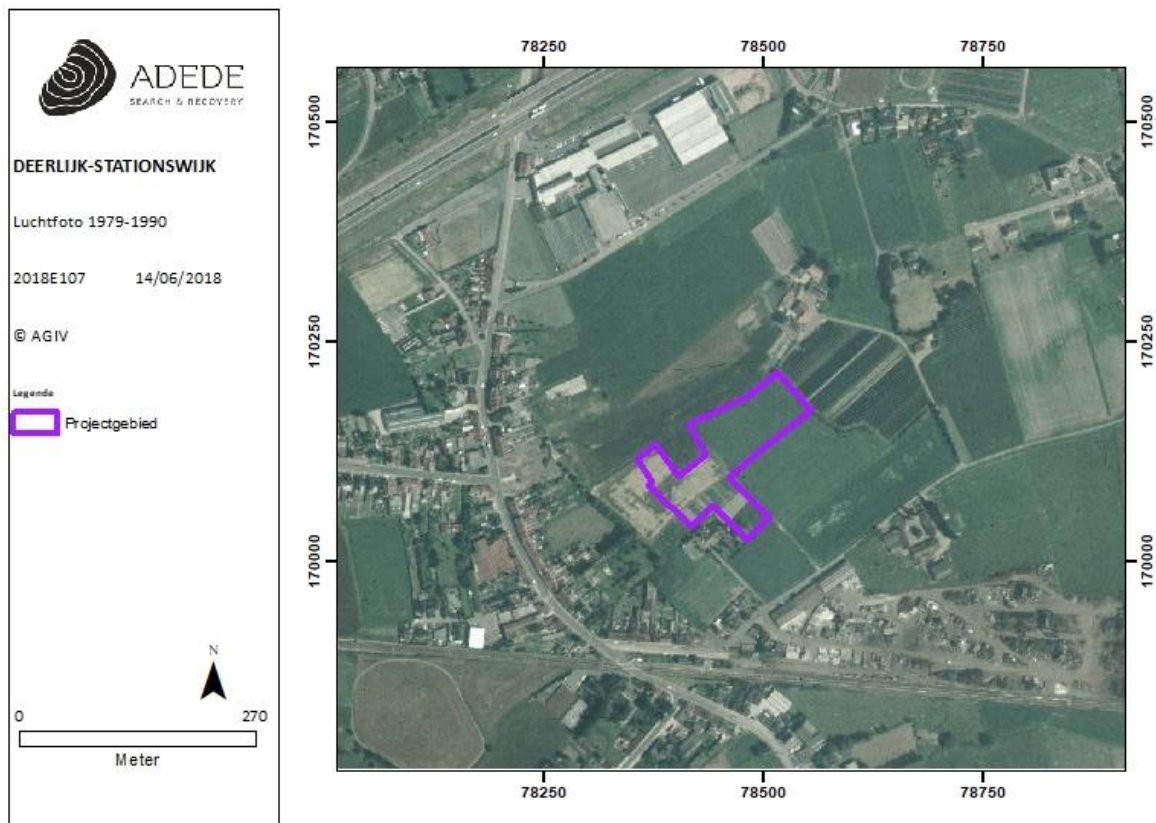 ADEDE
SEARCH & RECOVERY
DEERLIJK-STATIONSWIJK
Luchtfoto 1979-1990
2018E107 14/06/2018
© AGIV
Legende
Projectgebied
N
0 270
Meter
78250 78500 78750
170500 170500
170250 170250
170000 170000
78250 78500 78750